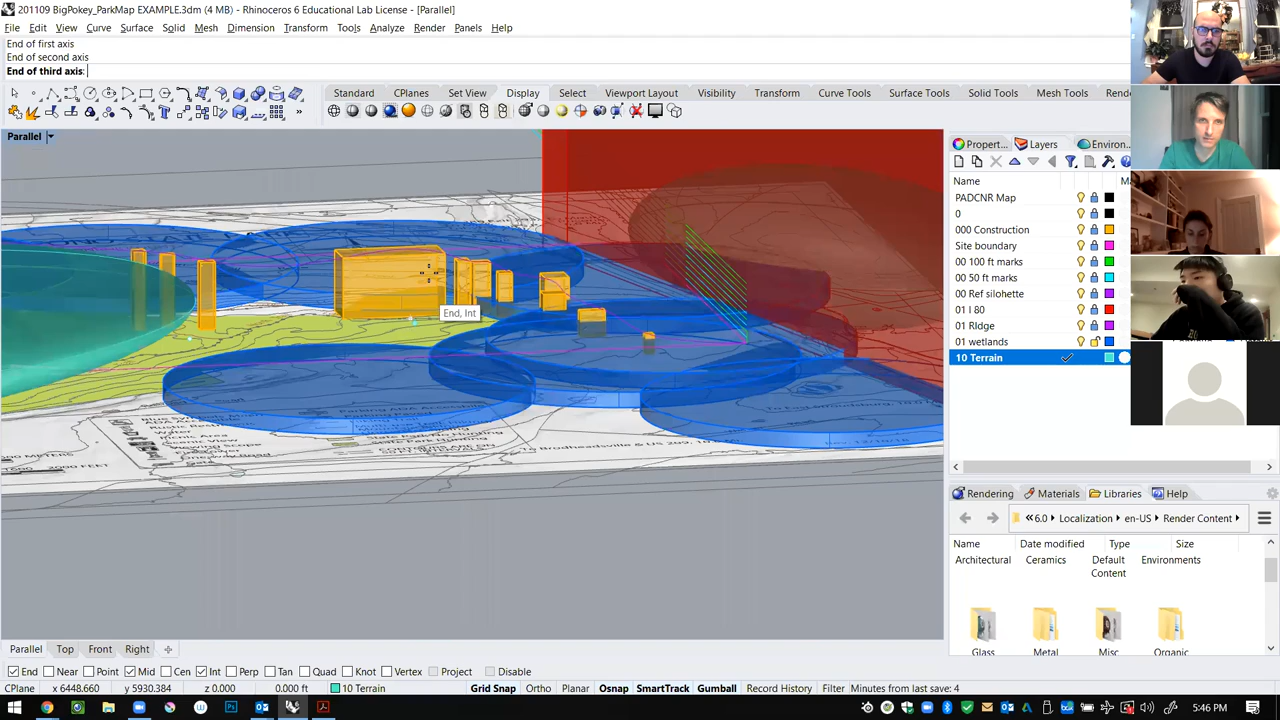 201109 BigPokey_ParkMap EXAMPLE.3dm (4 MB) - Rhinoceros 6 Educational Lab License - [Parallel]
File Edit View Curve Surface Solid Mesh Dimension Transform Tools Analyze Render Panels Help
End of first axis
End of second axis
End of third axis:
Standard CPlanes Set View Display Select Viewport Layout Visibility Transform Curve Tools Surface Tools Solid Tools Mesh Tools
Parallel
Propert... Layers
Name
PADCNR Map
0
000 Construction
Site boundary
00 100 ft marks
00 50 ft marks
00 Ref silohette
01 I 80
01 RIdge
01 wetlands
10 Terrain
End, Int
Rendering Materials Libraries Help
6.0 Localization en-US Render Content
Name Date modified Type Size
Architectural Ceramics Default Content Environments
Glass Metal Misc Organic
Parallel Top Front Right
End Near Point Mid Cen Int Perp Tan Quad Knot Vertex Project Disable
CPlane x 6448.660 y 5930.384 z 0.000 0.000 ft 10 Terrain Grid Snap Ortho Planar Osnap SmartTrack Gumball Record History Filter Minutes from last save: 4
5:46 PM